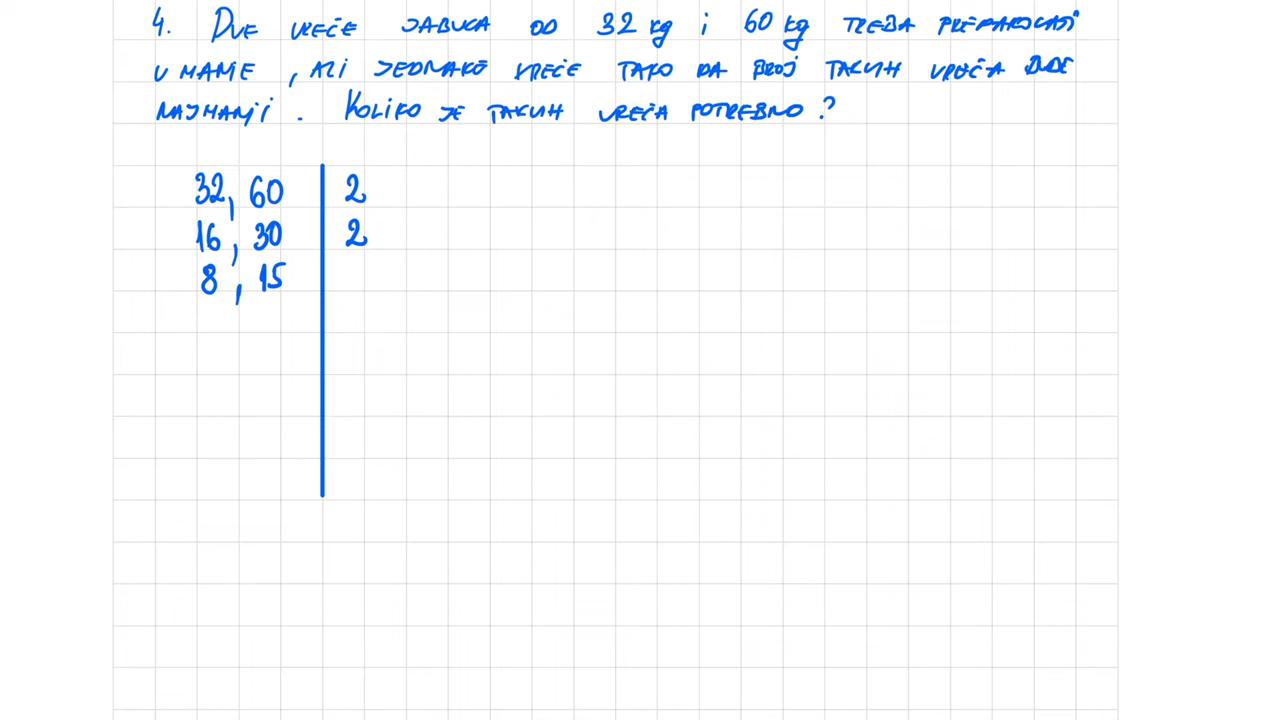 4. DVE VREĆE JABUKA OD 32 kg i 60 kg TREBA PREPAKOVATI
U MANJE, ALI JEDNAKE VREĆE TAKO DA BROJ TAKVIH VREĆA BUDE
NAJMANJI. KOLIKO JE TAKVIH VREĆA POTREBNO?
32, 60 | 2
16, 30 | 2
8, 15 |